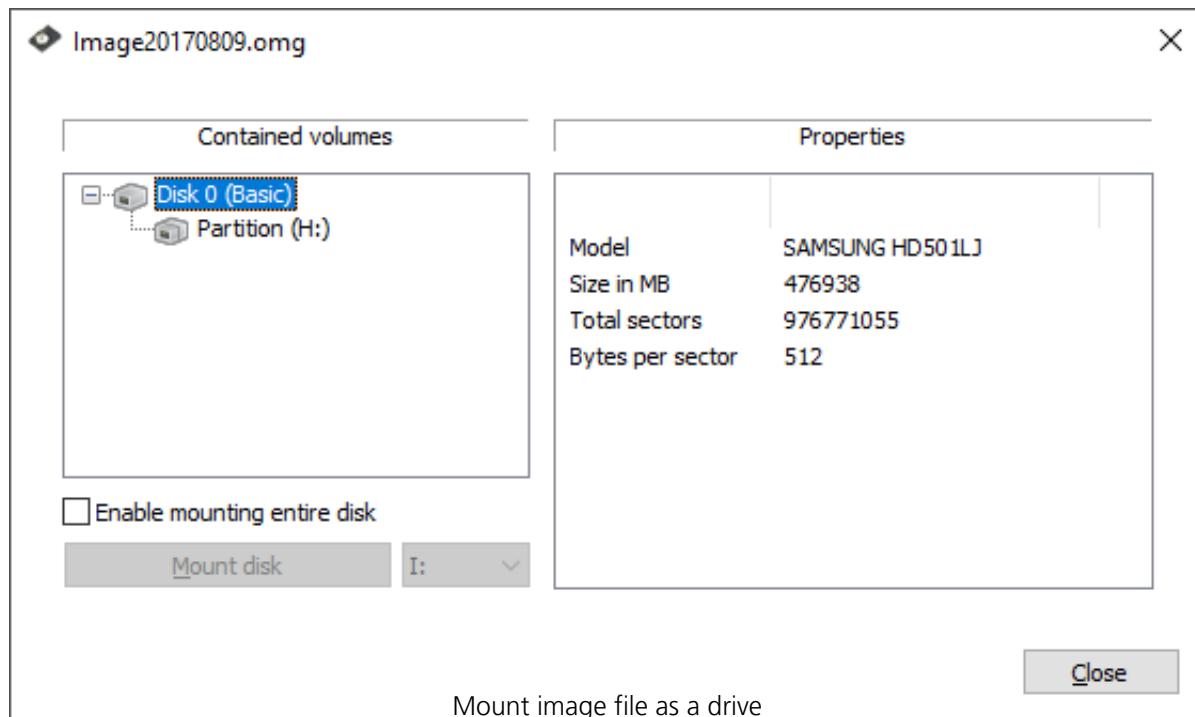 Image20170809.omg
Contained volumes
Disk 0 (Basic)
Partition (H:)
Enable mounting entire disk
Mount disk
I:
Properties
Model SAMSUNG HD501LJ
Size in MB 476938
Total sectors 976771055
Bytes per sector 512
Close
Mount image file as a drive